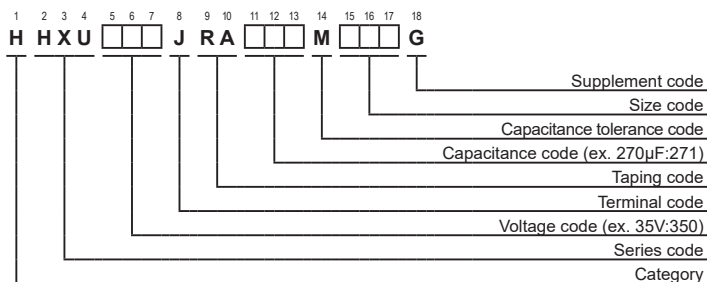 1 2 3 4 5 6 7 8 9 10 11 12 13 14 15 16 17 18
H HXU J RA M G
Supplement code
Size code
Capacitance tolerance code
Capacitance code (ex. 270µF:271)
Taping code
Terminal code
Voltage code (ex. 35V:350)
Series code
Category